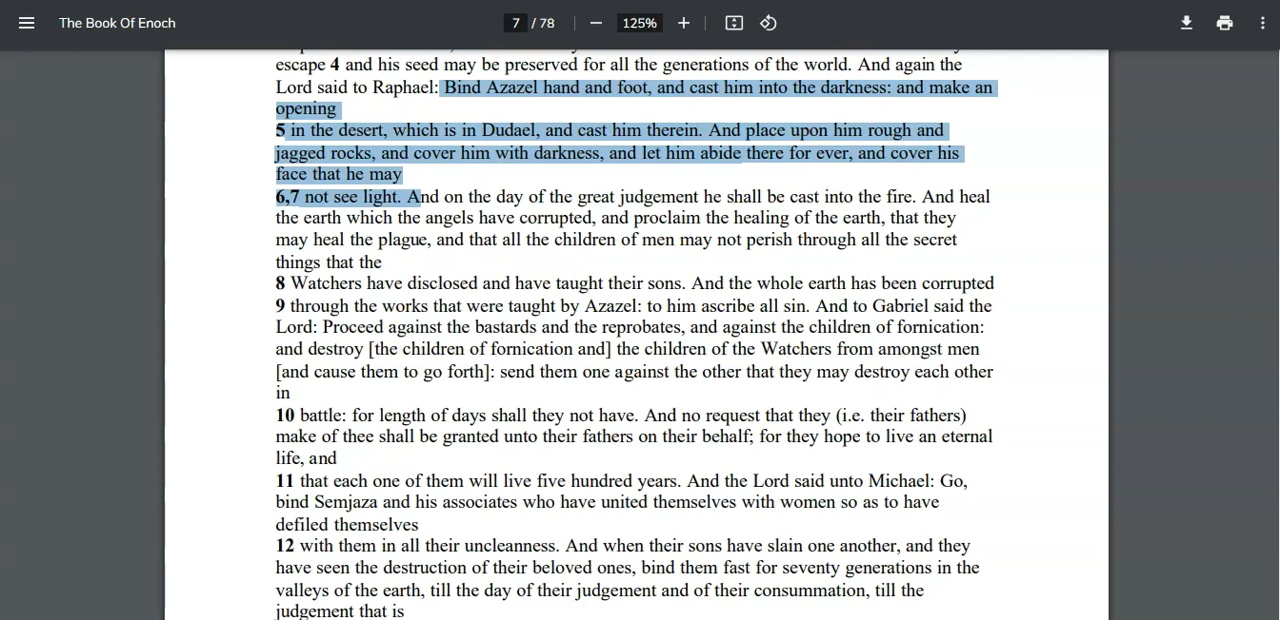 The Book Of Enoch
7 / 78
125%
escape 4 and his seed may be preserved for all the generations of the world. And again the
Lord said to Raphael: Bind Azazel hand and foot, and cast him into the darkness: and make an
opening
5 in the desert, which is in Dudael, and cast him therein. And place upon him rough and
jagged rocks, and cover him with darkness, and let him abide there for ever, and cover his
face that he may
6,7 not see light. And on the day of the great judgement he shall be cast into the fire. And heal
the earth which the angels have corrupted, and proclaim the healing of the earth, that they
may heal the plague, and that all the children of men may not perish through all the secret
things that the
8 Watchers have disclosed and have taught their sons. And the whole earth has been corrupted
9 through the works that were taught by Azazel: to him ascribe all sin. And to Gabriel said the
Lord: Proceed against the bastards and the reprobates, and against the children of fornication:
and destroy [the children of fornication and] the children of the Watchers from amongst men
[and cause them to go forth]: send them one against the other that they may destroy each other
in
10 battle: for length of days shall they not have. And no request that they (i.e. their fathers)
make of thee shall be granted unto their fathers on their behalf; for they hope to live an eternal
life, and
11 that each one of them will live five hundred years. And the Lord said unto Michael: Go,
bind Semjaza and his associates who have united themselves with women so as to have
defiled themselves
12 with them in all their uncleanness. And when their sons have slain one another, and they
have seen the destruction of their beloved ones, bind them fast for seventy generations in the
valleys of the earth, till the day of their judgement and of their consummation, till the
judgement that is